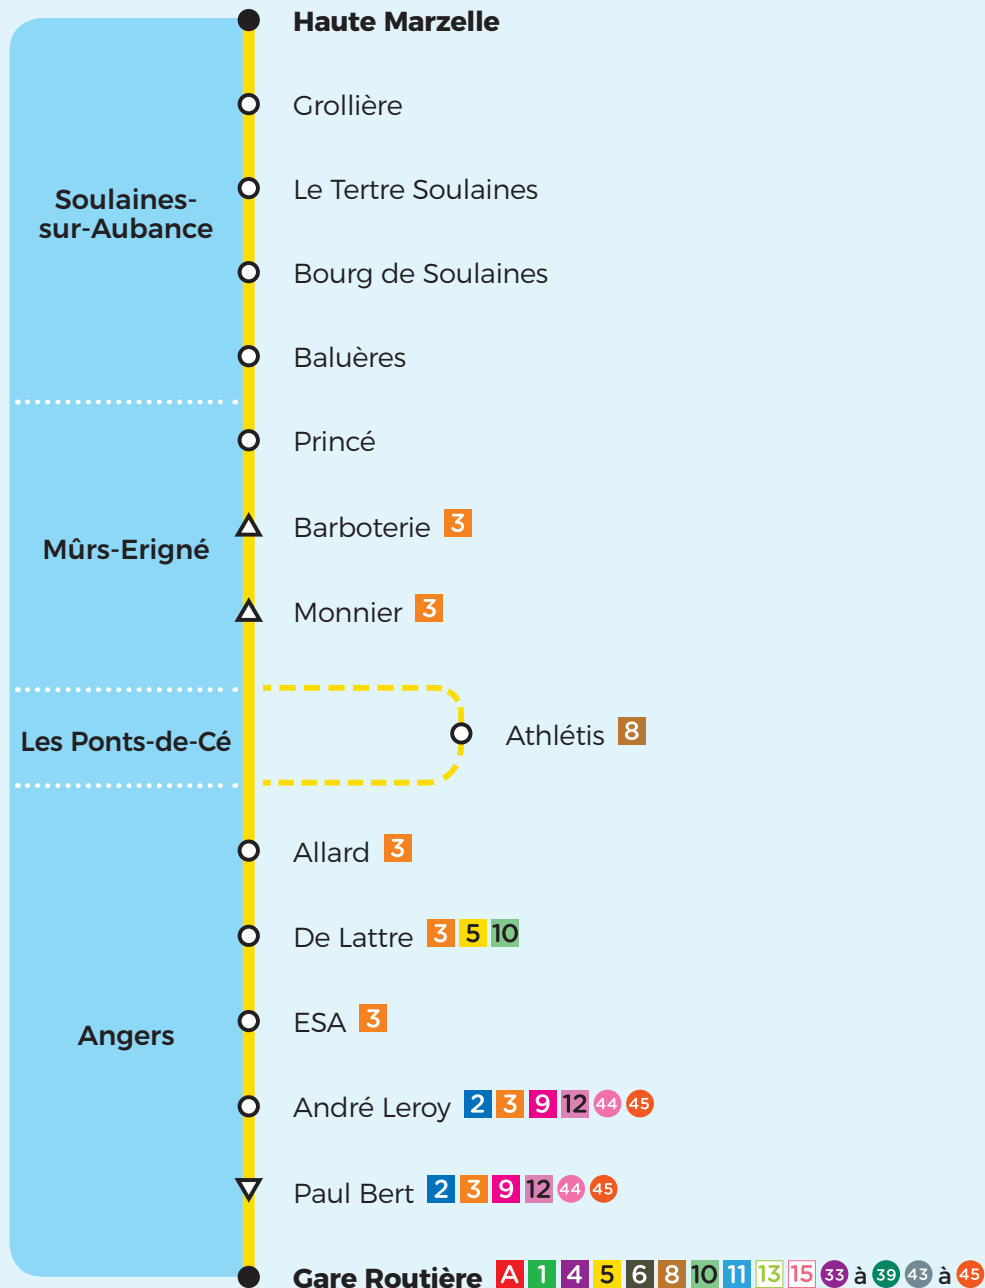 Haute Marzelle
Grollière
Soulaines-
sur-Aubance
Le Tertre Soulaines
Bourg de Soulaines
Baluères
Princé
Mûrs-Erigné
Barboterie 3
Monnier 3
Les Ponts-de-Cé
Athlétis 8
Allard 3
De Lattre 3 5 10
Angers
ESA 3
André Leroy 2 3 9 12 44 45
Paul Bert 2 3 9 12 44 45
Gare Routière A 1 4 5 6 8 10 11 13 15 33 à 39 43 à 45